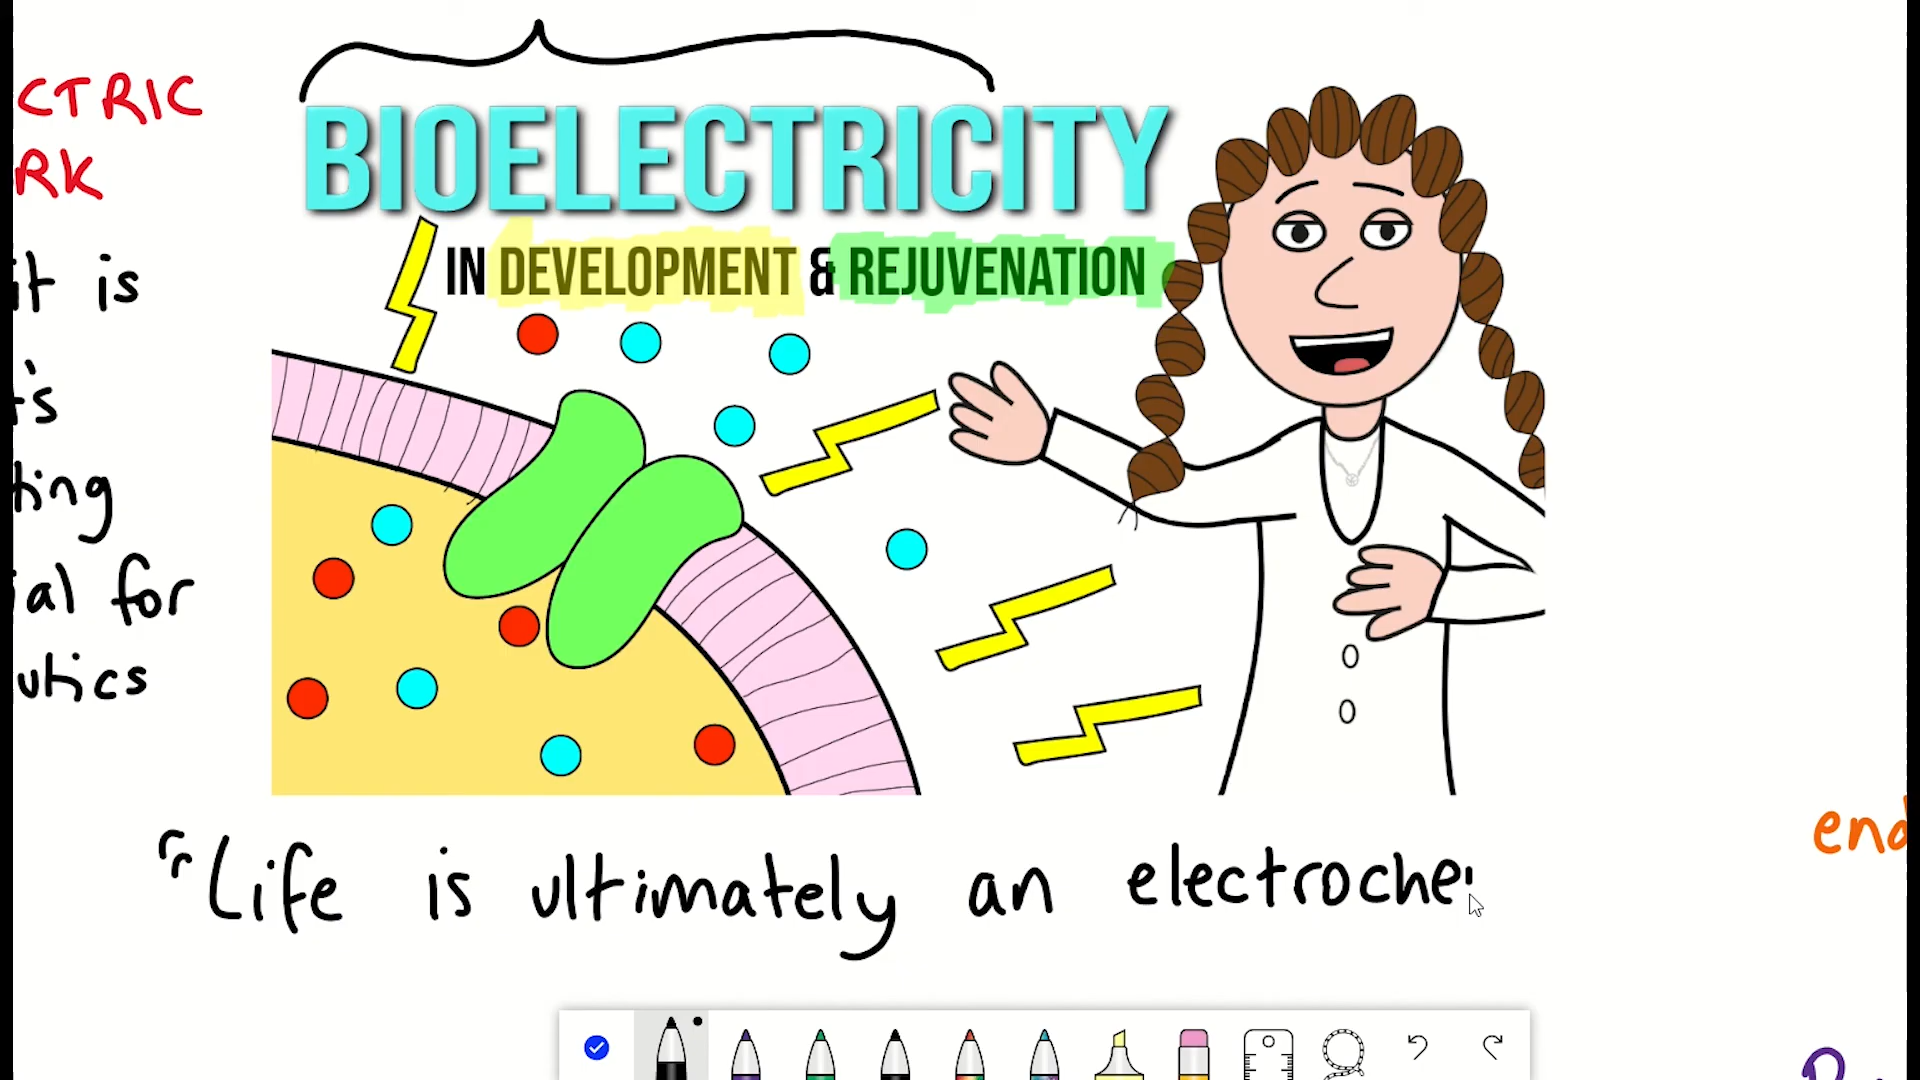 CTRIC
RK
it is
t's
ting
ial for
utics
BIOELECTRICITY
IN DEVELOPMENT & REJUVENATION
"Life is ultimately an electroche
end